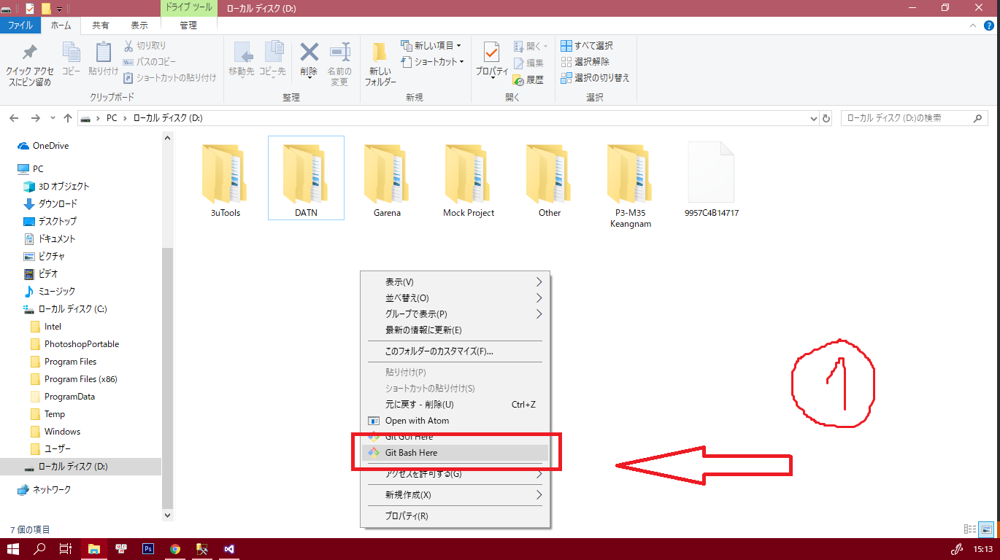 ドライブ ツール
ローカル ディスク (D:)
ファイル
ホーム
共有
表示
管理
クイック アクセ
スにピン留め
コピー
貼り付け
切り取り
パスのコピー
ショートカットの貼り付け
クリップボード
移動先
コピー先
削除
名前の
変更
整理
新しい
フォルダー
新しい項目
ショートカット
新規
プロパティ
開く
編集
履歴
開く
すべて選択
選択解除
選択の切り替え
選択
PC
ローカル ディスク (D:)
ローカル ディスク (D:)の検索
OneDrive
PC
3D オブジェクト
ダウンロード
デスクトップ
ドキュメント
ピクチャ
ビデオ
ミュージック
ローカル ディスク (C:)
Intel
PhotoshopPortable
Program Files
Program Files (x86)
ProgramData
Temp
Windows
ユーザー
ローカル ディスク (D:)
ネットワーク
3uTools
DATN
Garena
Mock Project
Other
P3-M35
Keangnam
9957C4B14717
表示(V)
並べ替え(O)
グループで表示(P)
最新の情報に更新(E)
このフォルダーのカスタマイズ(F)...
貼り付け(P)
ショートカットの貼り付け(S)
元に戻す - 削除(U) Ctrl+Z
Open with Atom
Git GUI Here
Git Bash Here
アクセスを許可する(G)
新規作成(X)
プロパティ(R)
1
7 個の項目
Ps
15:13